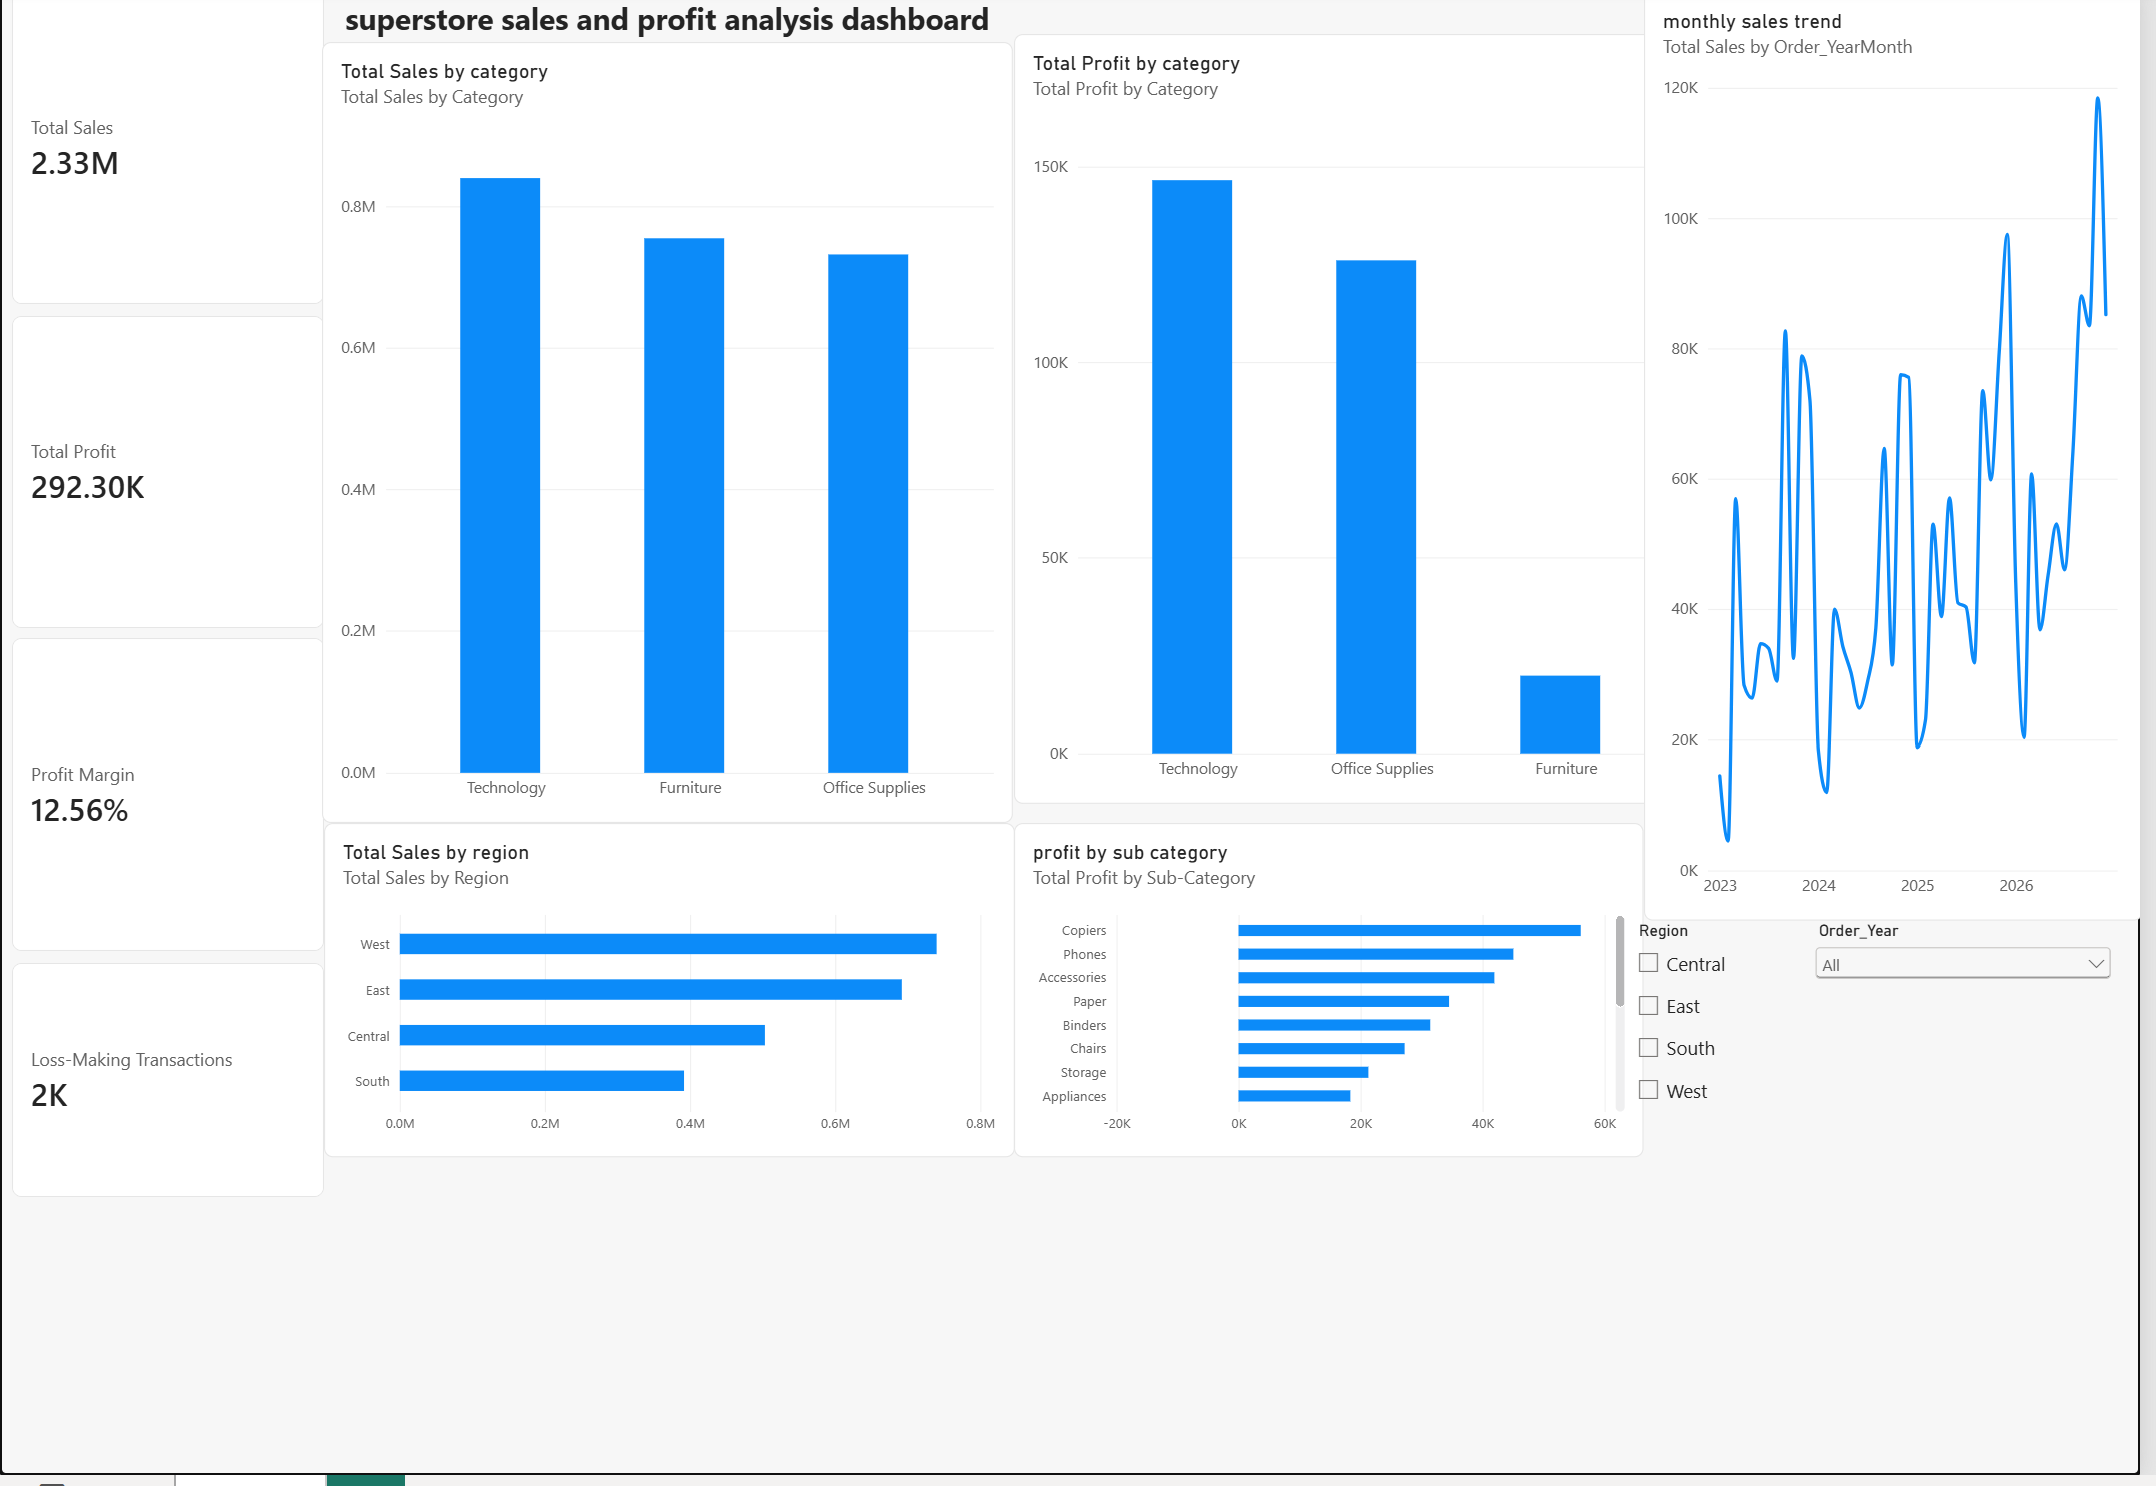 superstore sales and profit analysis dashboard
Total Sales
2.33M
Total Profit
292.30K
Profit Margin
12.56%
Loss-Making Transactions
2K
Total Sales by category
Total Sales by Category
0.8M
0.6M
0.4M
0.2M
0.0M
Technology Furniture Office Supplies
Total Profit by category
Total Profit by Category
150K
100K
50K
0K
Technology Office Supplies Furniture
monthly sales trend
Total Sales by Order_YearMonth
120K
100K
80K
60K
40K
20K
0K
2023 2024 2025 2026
Total Sales by region
Total Sales by Region
West
East
Central
South
0.0M 0.2M 0.4M 0.6M 0.8M
profit by sub category
Total Profit by Sub-Category
Copiers
Phones
Accessories
Paper
Binders
Chairs
Storage
Appliances
-20K 0K 20K 40K 60K
Region
Central
East
South
West
Order_Year
All